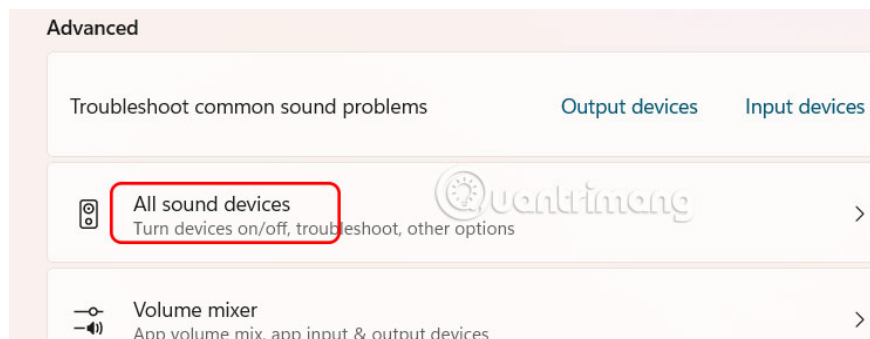 Advanced
Troubleshoot common sound problems Output devices Input devices
All sound devices
Quantrimang
Turn devices on/off, troubleshoot, other options
Volume mixer
App volume mix, app input & output devices